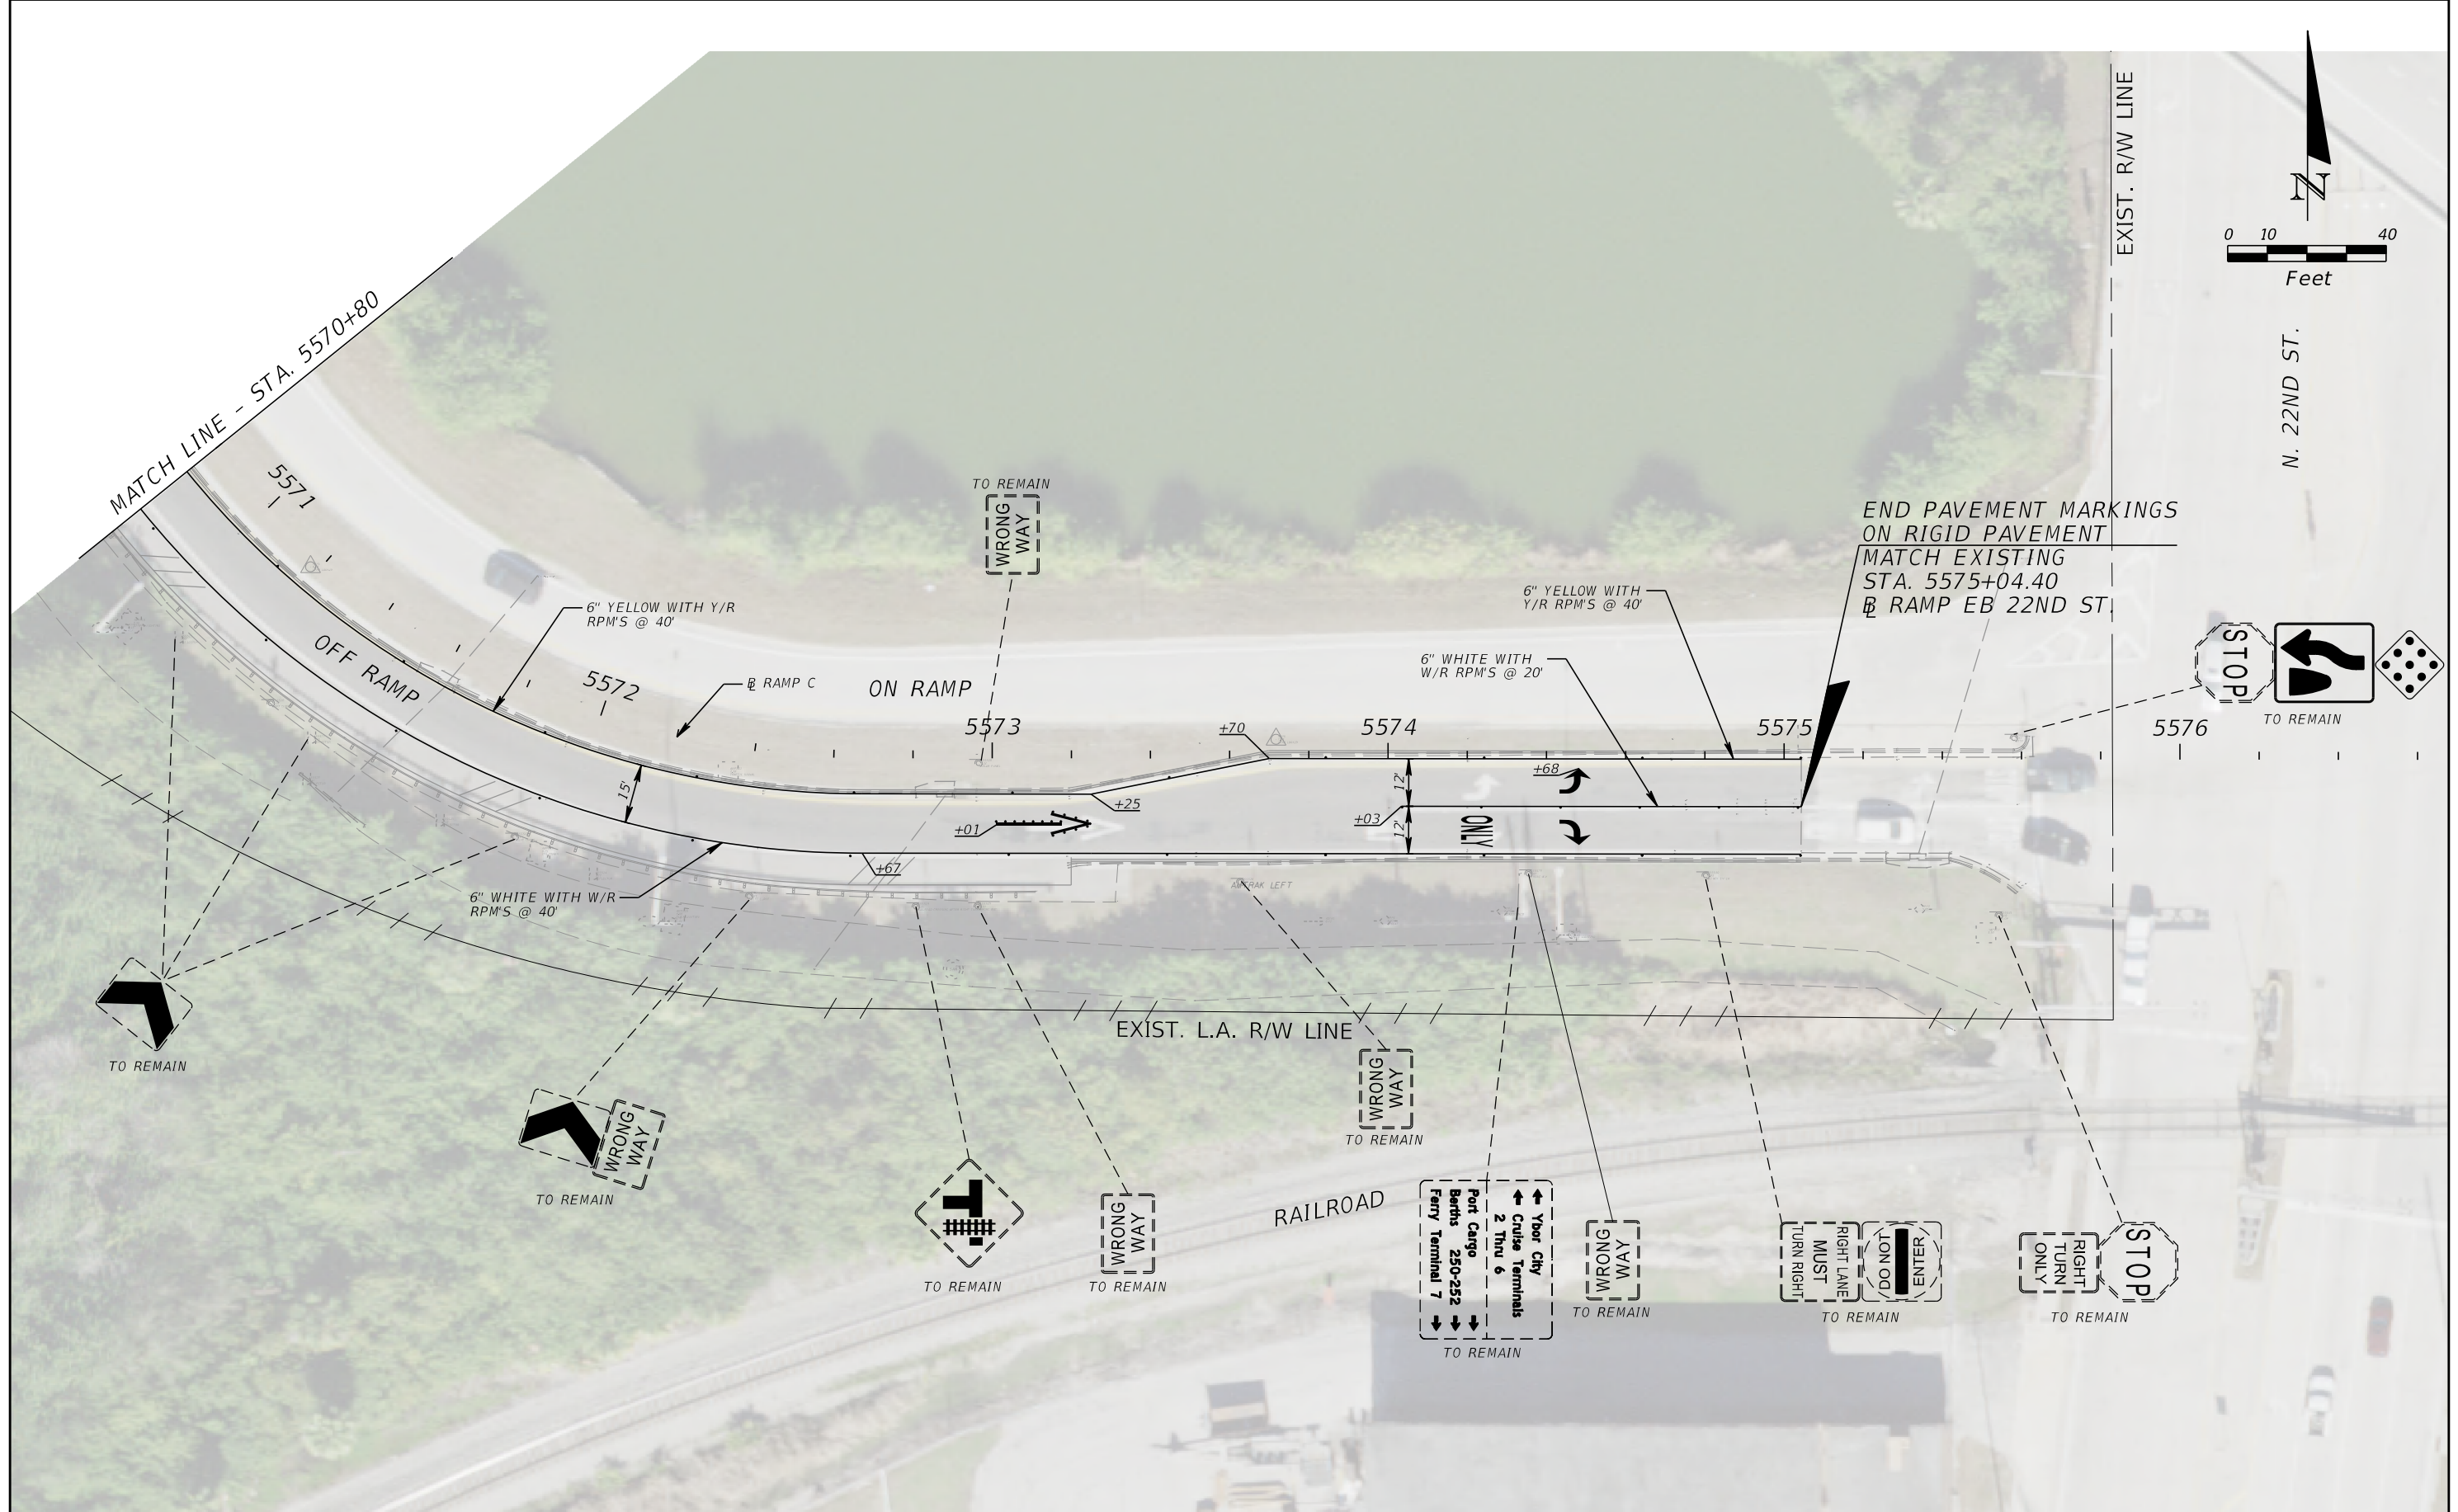 MATCH LINE - STA. 5570+80
EXIST. R/W LINE
N
0 10 40
Feet
N. 22ND ST.
5571
5572
5573
5574
5575
5576
OFF RAMP
ON RAMP
6" YELLOW WITH Y/R
RPM'S @ 40'
℄ RAMP C
TO REMAIN
WRONG
WAY
6" YELLOW WITH
Y/R RPM'S @ 40'
6" WHITE WITH
W/R RPM'S @ 20'
END PAVEMENT MARKINGS
ON RIGID PAVEMENT
MATCH EXISTING
STA. 5575+04.40
℄ RAMP EB 22ND ST.
STOP
TO REMAIN
+70
+25
+01
+67
+03
+68
15'
12'
12'
ONLY
6" WHITE WITH W/R
RPM'S @ 40'
AMTRAK LEFT
EXIST. L.A. R/W LINE
RAILROAD
TO REMAIN
WRONG
WAY
TO REMAIN
TO REMAIN
WRONG
WAY
TO REMAIN
WRONG
WAY
TO REMAIN
Ybor City
Cruise Terminals
2 Thru 6
Port Cargo
Berths 250-252
Ferry Terminal 7
TO REMAIN
WRONG
WAY
TO REMAIN
RIGHT LANE
MUST
TURN RIGHT
DO NOT
ENTER
TO REMAIN
RIGHT
TURN
ONLY
STOP
TO REMAIN